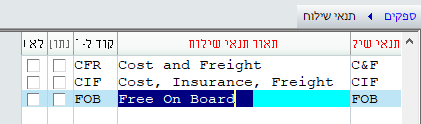 ספקים ◄ תנאי שילוח
תנאי שיל תאור תנאי שילוח קוד ל- נתון לא
C&F Cost and Freight CFR
CIF Cost, Insurance, Freight CIF
FOB Free On Board FOB